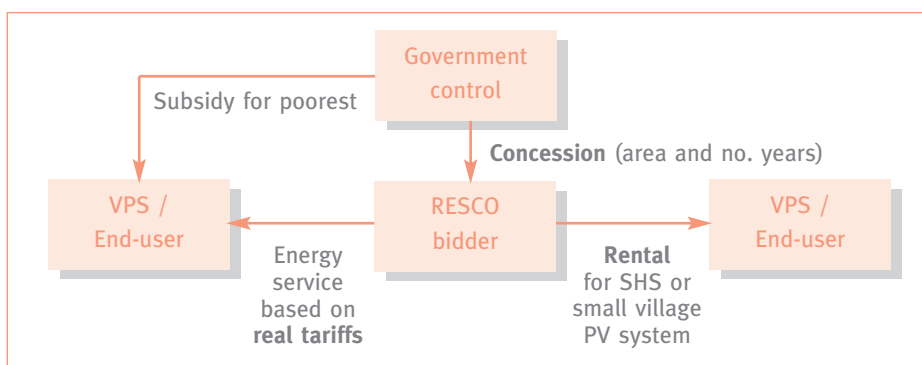 Government
control
Subsidy for poorest
Concession (area and no. years)
VPS /
End-user
RESCO
bidder
VPS /
End-user
Energy
service
based on
real tariffs
Rental
for SHS or
small village
PV system